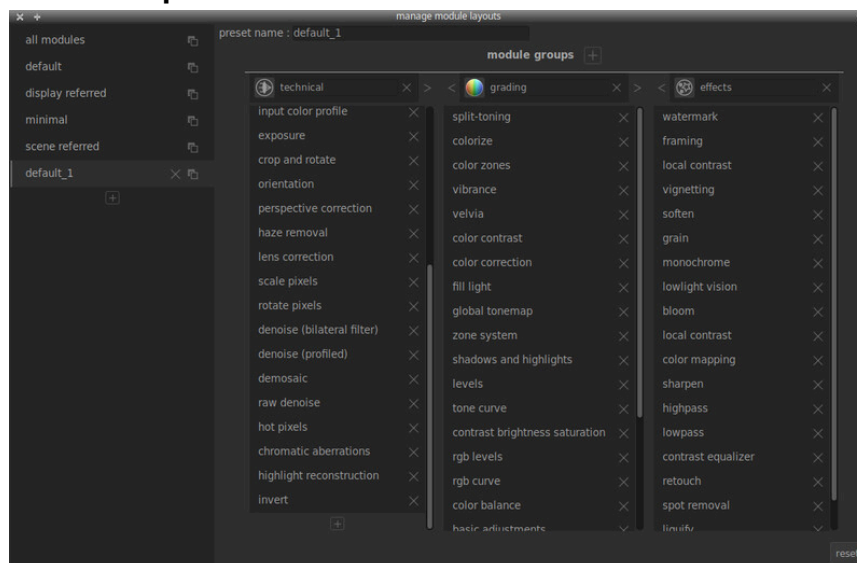 manage module layouts
all modules
default
display referred
minimal
scene referred
default_1
preset name : default_1
module groups
technical
input color profile
exposure
crop and rotate
orientation
perspective correction
haze removal
lens correction
scale pixels
rotate pixels
denoise (bilateral filter)
denoise (profiled)
demosaic
raw denoise
hot pixels
chromatic aberrations
highlight reconstruction
invert
grading
split-toning
colorize
color zones
vibrance
velvia
color contrast
color correction
fill light
global tonemap
zone system
shadows and highlights
levels
tone curve
contrast brightness saturation
rgb levels
rgb curve
color balance
basic adjustments
effects
watermark
framing
local contrast
vignetting
soften
grain
monochrome
lowlight vision
bloom
local contrast
color mapping
sharpen
highpass
lowpass
contrast equalizer
retouch
spot removal
liquify
reset